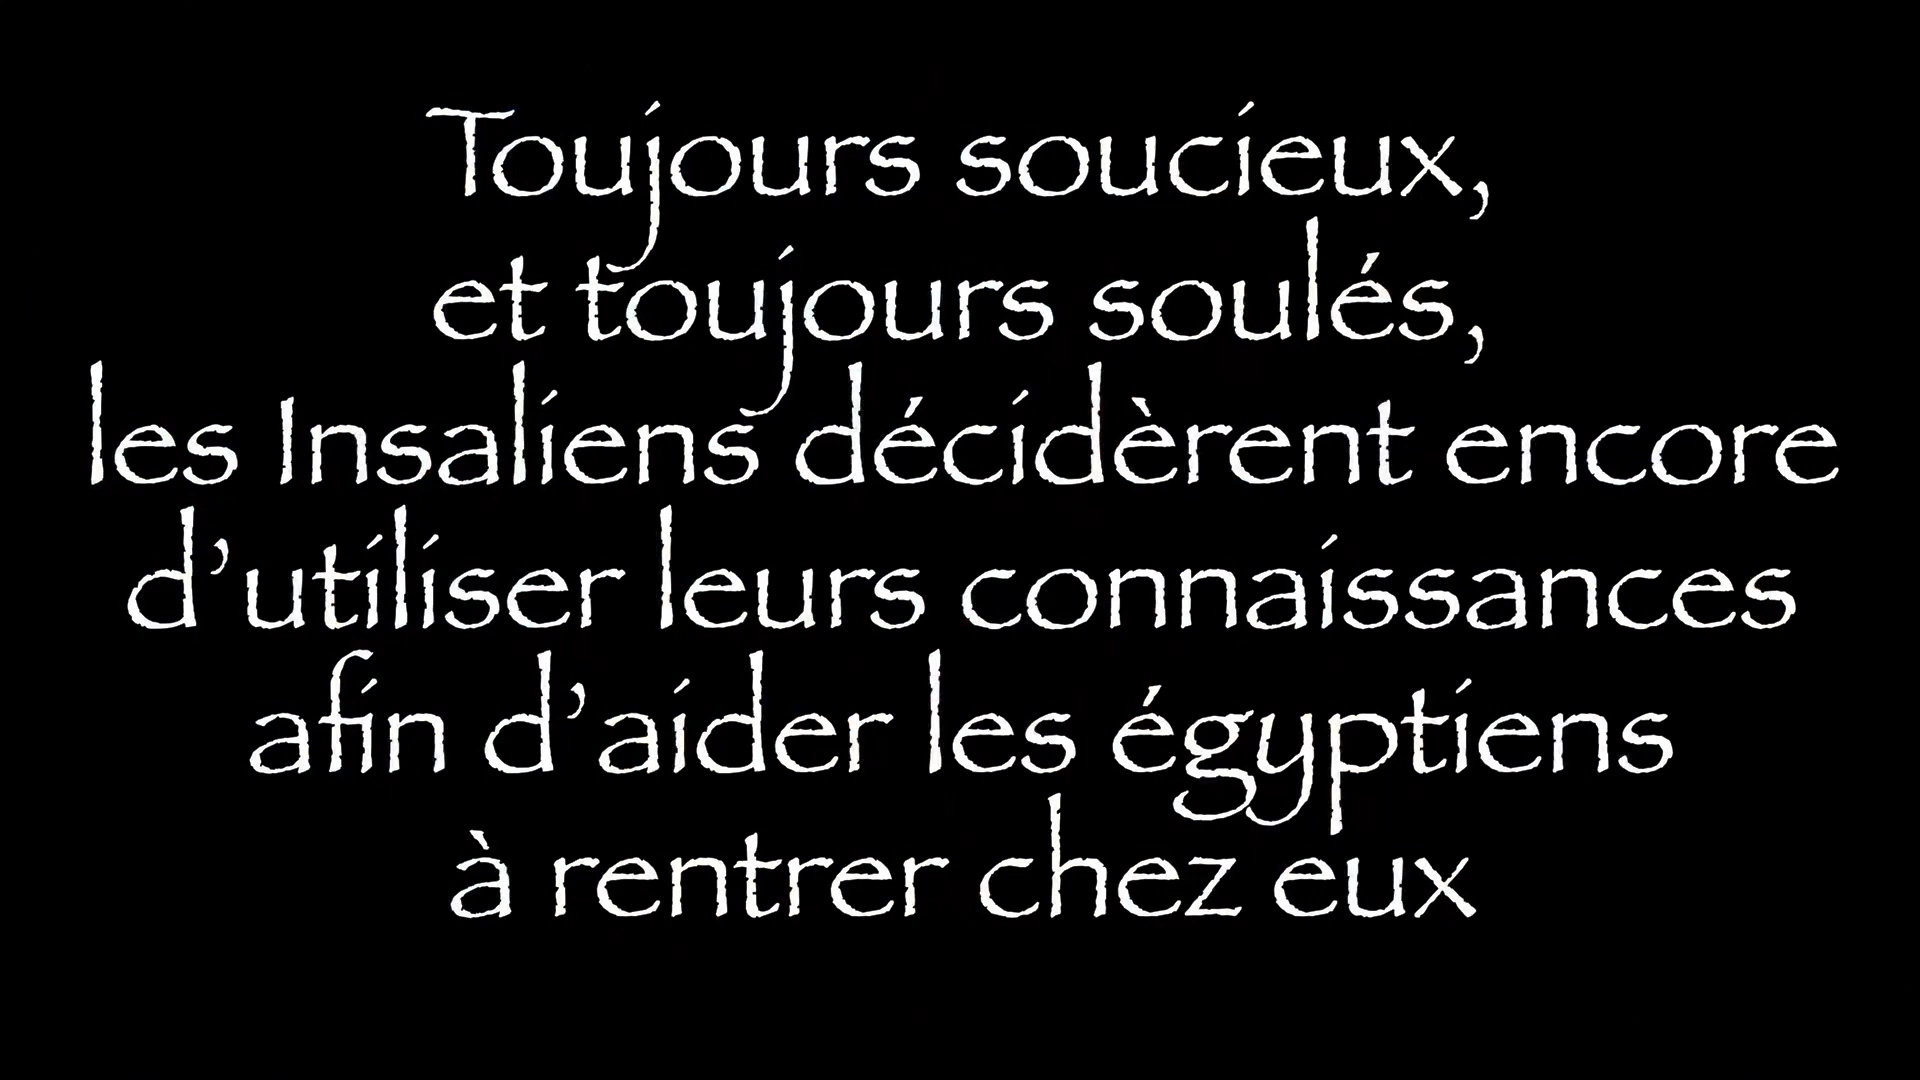 Toujours soucieux,
et toujours soulés,
les Insaliens décidèrent encore
d’utiliser leurs connaissances
afin d’aider les égyptiens
à rentrer chez eux